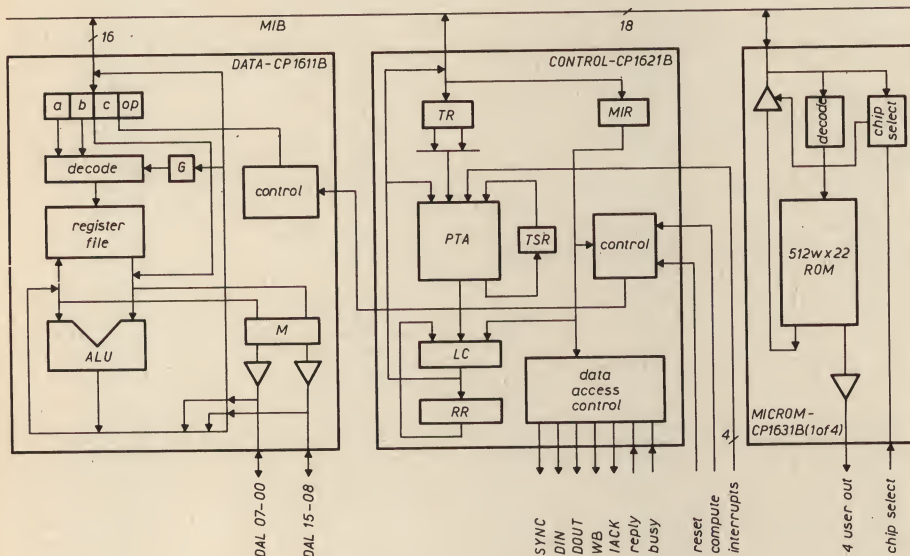 MIB
16
18
DATA-CP1611B
a b c op
decode
G
control
register
file
M
ALU
DAL 07-00
DAL 15-08
CONTROL-CP1621B
TR
MIR
PTA
TSR
control
LC
RR
data
access
control
4
SYNC
DIN
DOUT
WB
IACK
reply
busy
reset
compute
interrupts
decode
chip
select
512w x 22
ROM
MICROM-
CP1631B(1of4)
4 user out
chip select